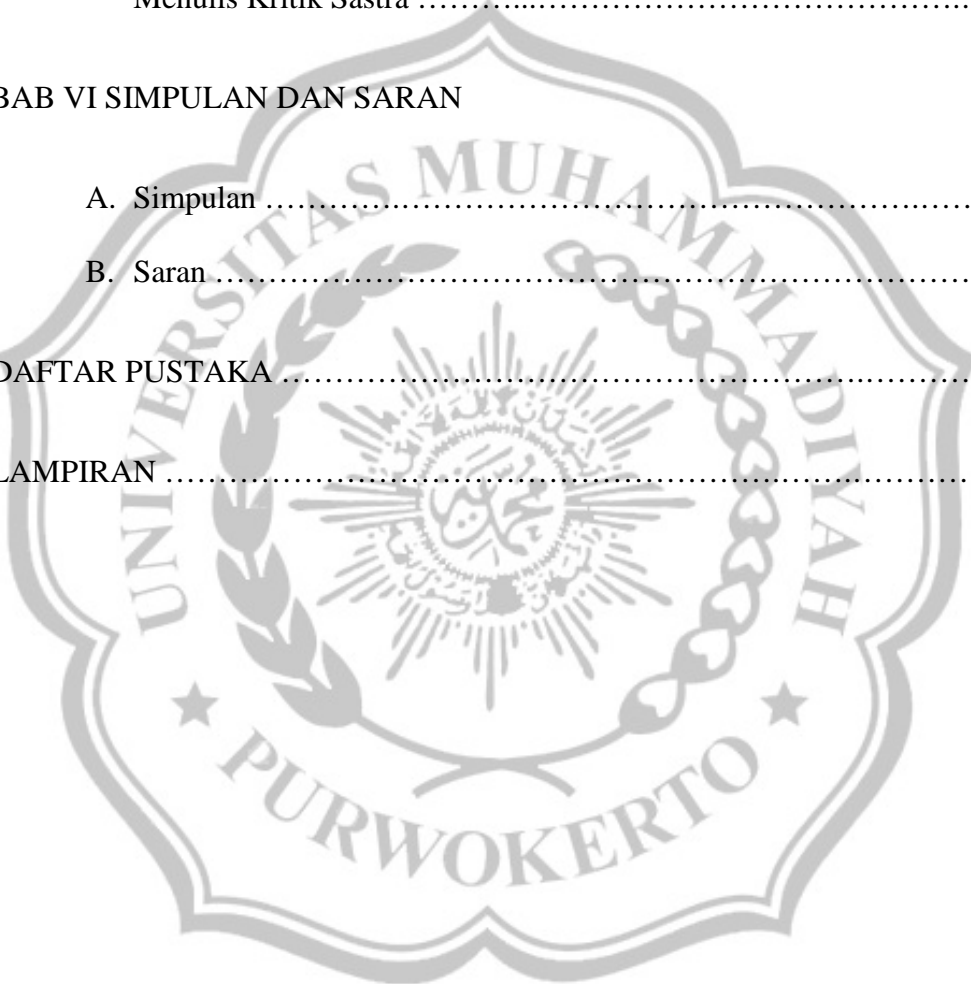 Menulis Kritik Sastra ………...…………………………………….
BAB VI SIMPULAN DAN SARAN
A. Simpulan ………….………………………………………………….……
B. Saran ………………………………………………………………………
DAFTAR PUSTAKA …………………………………………………….…………
LAMPIRAN ………………………………………………………….…….…………
UNIVERSITAS MUHAMMADIYAH
PURWOKERTO